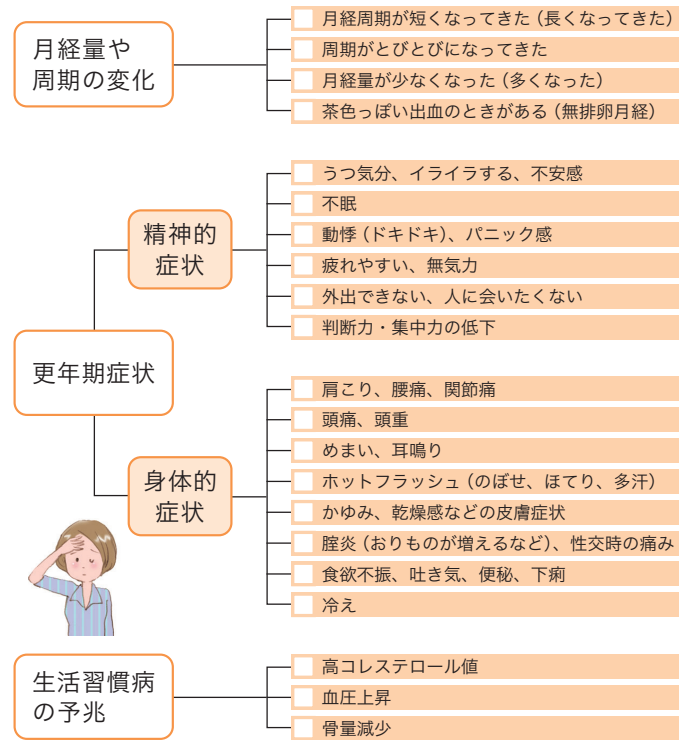 月経量や
周期の変化
月経周期が短くなってきた（長くなってきた）
周期がとびとびになってきた
月経量が少なくなった（多くなった）
茶色っぽい出血のときがある（無排卵月経）
更年期症状
精神的
症状
うつ気分、イライラする、不安感
不眠
動悸（ドキドキ）、パニック感
疲れやすい、無気力
外出できない、人に会いたくない
判断力・集中力の低下
身体的
症状
肩こり、腰痛、関節痛
頭痛、頭重
めまい、耳鳴り
ホットフラッシュ（のぼせ、ほてり、多汗）
かゆみ、乾燥感などの皮膚症状
腟炎（おりものが増えるなど）、性交時の痛み
食欲不振、吐き気、便秘、下痢
冷え
生活習慣病
の予兆
高コレステロール値
血圧上昇
骨量減少